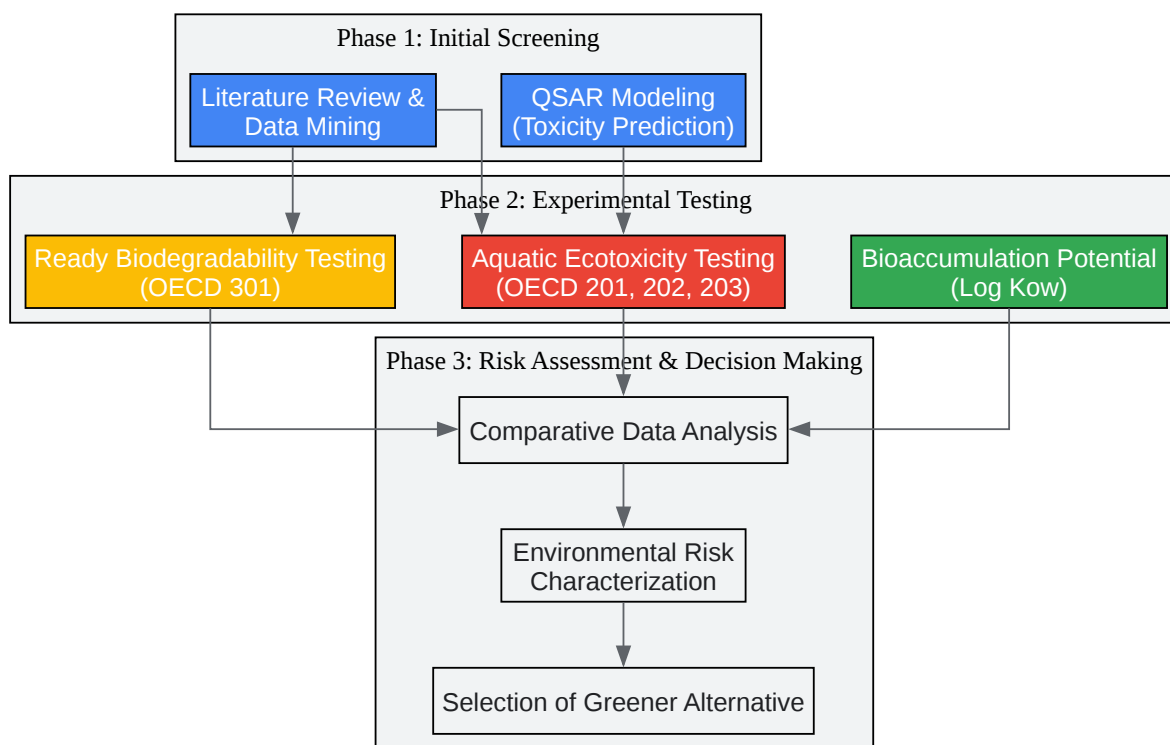 Phase 1: Initial Screening
Literature Review &
Data Mining
QSAR Modeling
(Toxicity Prediction)
Phase 2: Experimental Testing
Ready Biodegradability Testing
(OECD 301)
Aquatic Ecotoxicity Testing
(OECD 201, 202, 203)
Bioaccumulation Potential
(Log Kow)
Phase 3: Risk Assessment & Decision Making
Comparative Data Analysis
Environmental Risk
Characterization
Selection of Greener Alternative